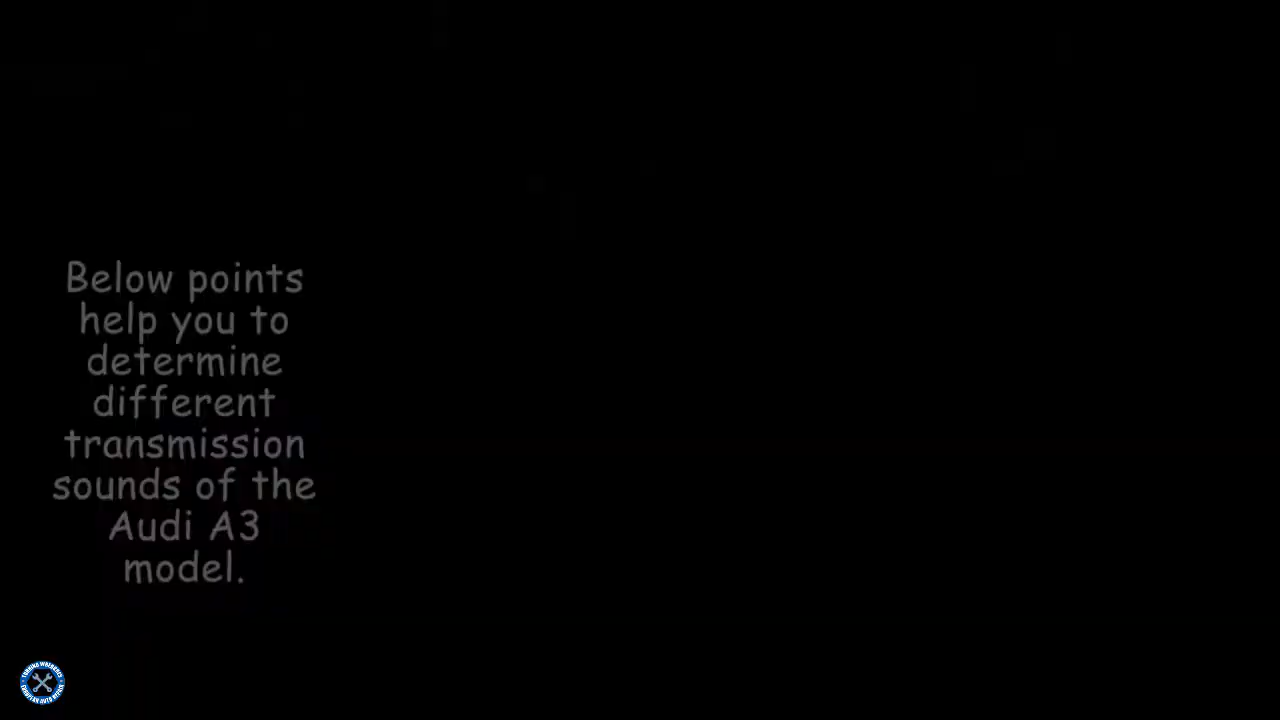 Below points
help you to
determine
different
transmission
sounds of the
Audi A3
model.